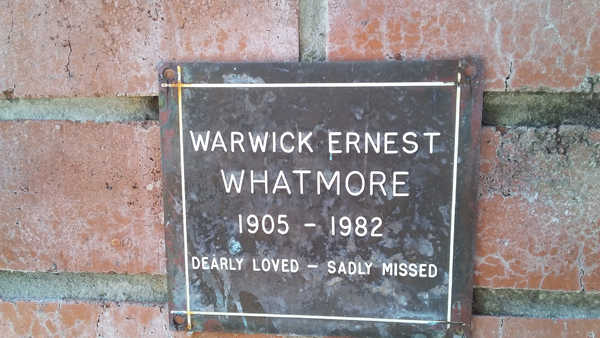 WARWICK ERNEST
WHATMORE
1905 - 1982
DEARLY LOVED - SADLY MISSED